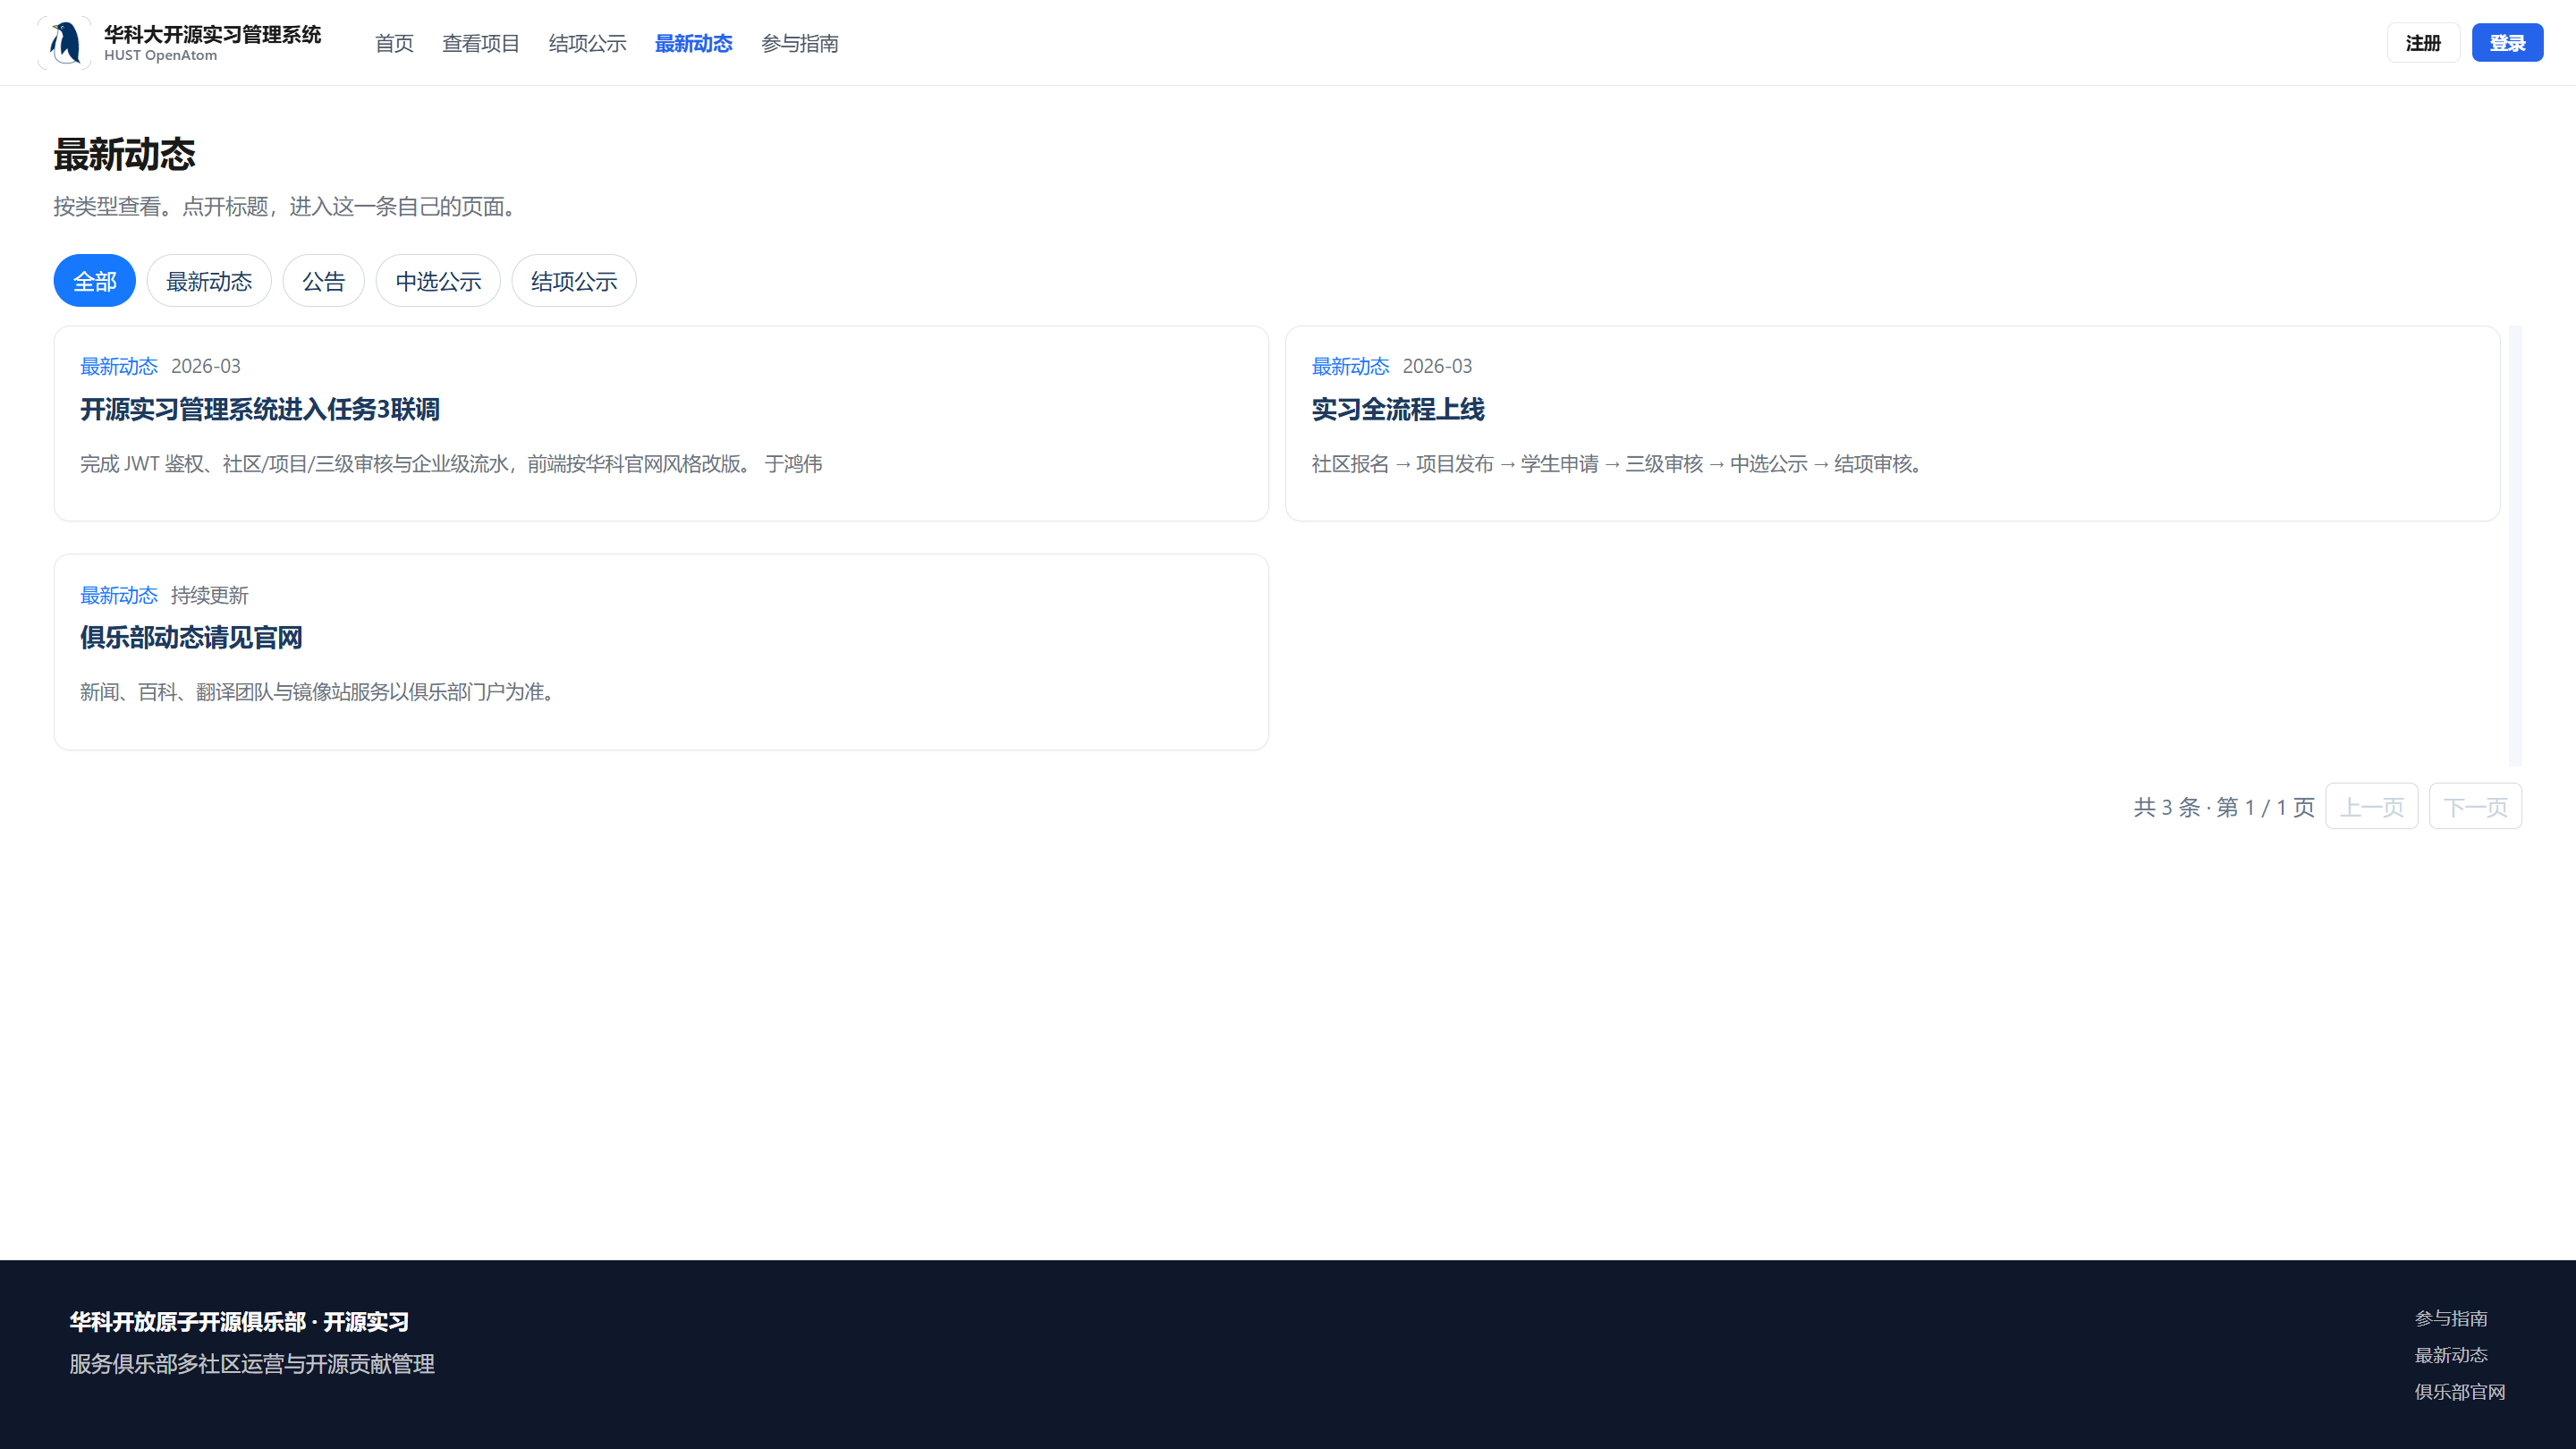 华科大开源实习管理系统
HUST OpenAtom
首页 查看项目 结项公示 最新动态 参与指南
注册 登录
最新动态
按类型查看。点开标题，进入这一条自己的页面。
全部 最新动态 公告 中选公示 结项公示
最新动态 2026-03
开源实习管理系统进入任务3联调
完成 JWT 鉴权、社区/项目/三级审核与企业级流水，前端按华科官网风格改版。 于鸿伟
最新动态 2026-03
实习全流程上线
社区报名 → 项目发布 → 学生申请 → 三级审核 → 中选公示 → 结项审核。
最新动态 持续更新
俱乐部动态请见官网
新闻、百科、翻译团队与镜像站服务以俱乐部门户为准。
共 3 条 · 第 1 / 1 页 上一页 下一页
华科开放原子开源俱乐部 · 开源实习
服务俱乐部多社区运营与开源贡献管理
参与指南
最新动态
俱乐部官网